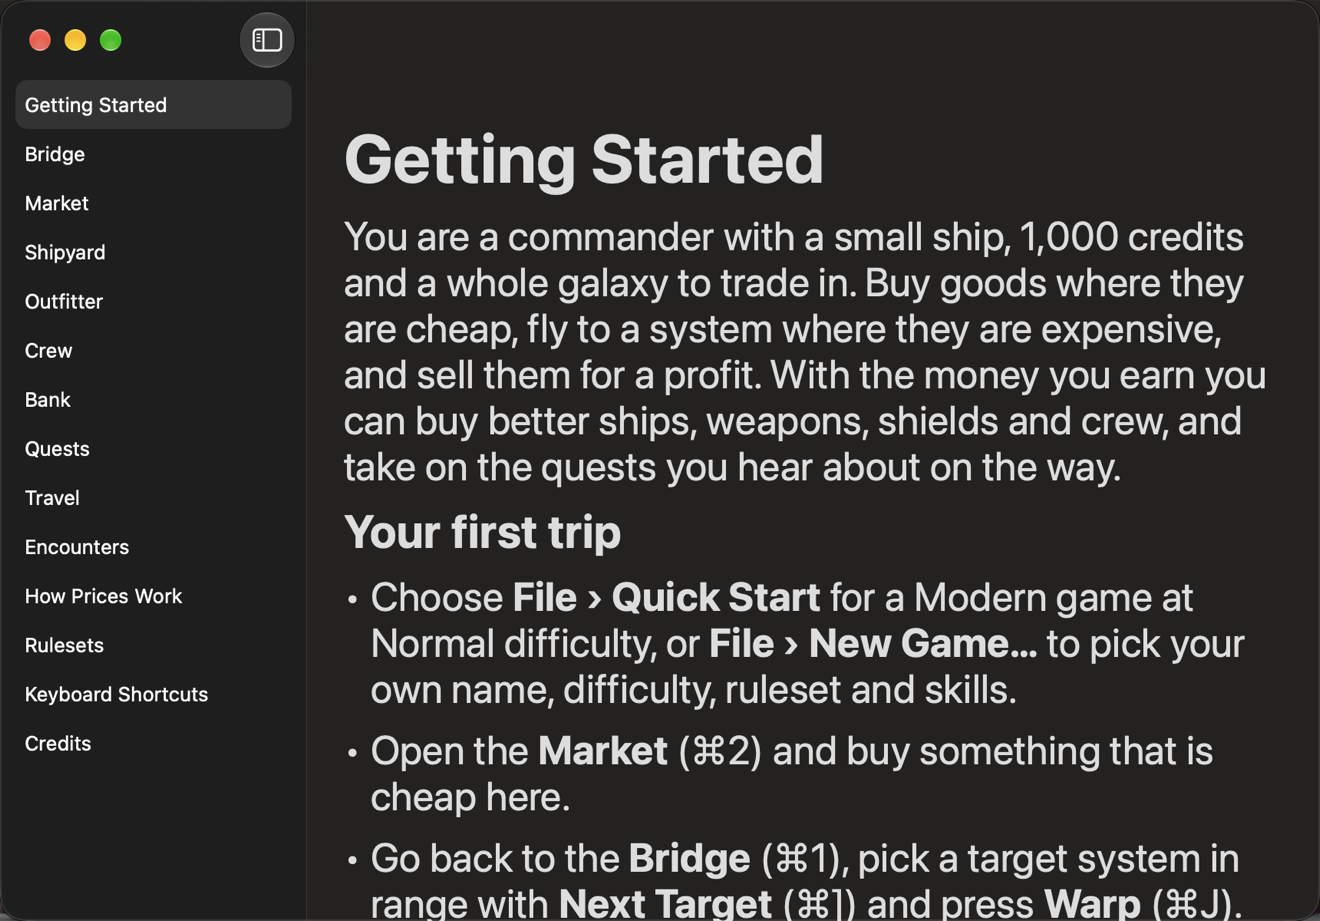 Getting Started
Bridge
Market
Shipyard
Outfitter
Crew
Bank
Quests
Travel
Encounters
How Prices Work
Rulesets
Keyboard Shortcuts
Credits
Getting Started
You are a commander with a small ship, 1,000 credits
and a whole galaxy to trade in. Buy goods where they
are cheap, fly to a system where they are expensive,
and sell them for a profit. With the money you earn you
can buy better ships, weapons, shields and crew, and
take on the quests you hear about on the way.
Your first trip
• Choose File › Quick Start for a Modern game at
Normal difficulty, or File › New Game… to pick your
own name, difficulty, ruleset and skills.
• Open the Market (⌘2) and buy something that is
cheap here.
• Go back to the Bridge (⌘1), pick a target system in
range with Next Target (⌘]) and press Warp (⌘J).